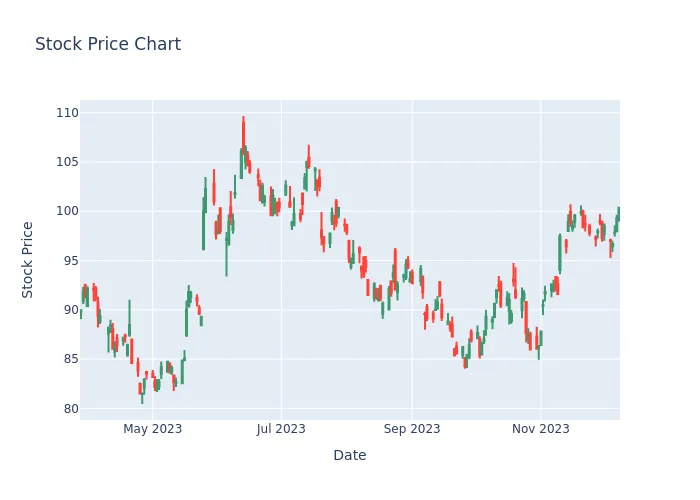 Stock Price Chart
110
105
100
95
90
85
80
Stock Price
May 2023
Jul 2023
Sep 2023
Nov 2023
Date